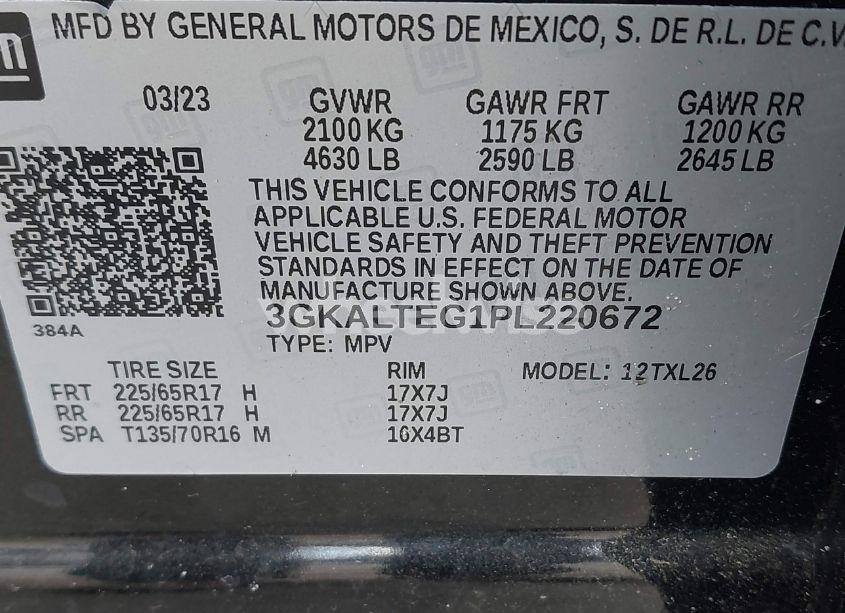 gm
MFD BY GENERAL MOTORS DE MEXICO, S. DE R.L. DE C.V.
03/23 GVWR GAWR FRT GAWR RR
2100 KG 1175 KG 1200 KG
4630 LB 2590 LB 2645 LB
THIS VEHICLE CONFORMS TO ALL
APPLICABLE U.S. FEDERAL MOTOR
VEHICLE SAFETY AND THEFT PREVENTION
STANDARDS IN EFFECT ON THE DATE OF
MANUFACTURE SHOWN ABOVE.
384A
3GKALTEG1PL220672
TYPE: MPV
TIRE SIZE RIM MODEL: 12TXL26
FRT 225/65R17 H 17X7J
RR 225/65R17 H 17X7J
SPA T135/70R16 M 16X4BT